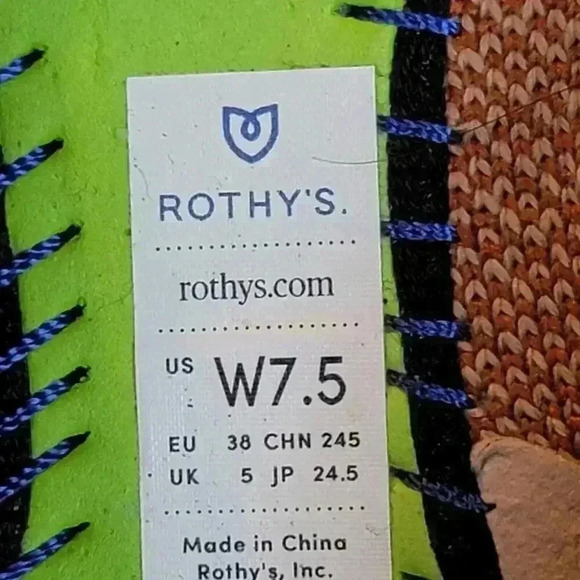 ROTHY'S.
rothys.com
US W7.5
EU 38 CHN 245
UK 5 JP 24.5
Made in China
Rothy's, Inc.